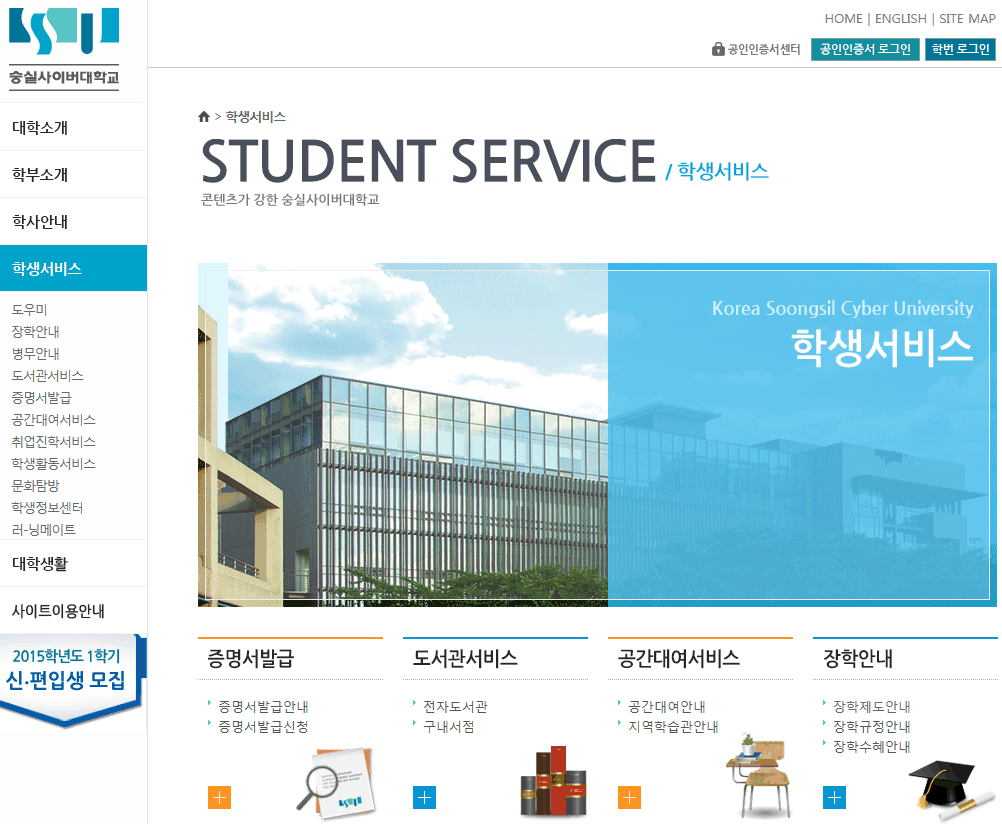 숭실사이버대학교
HOME | ENGLISH | SITE MAP
공인인증서센터 공인인증서 로그인 학번 로그인
대학소개
학부소개
학사안내
학생서비스
도우미
장학안내
병무안내
도서관서비스
증명서발급
공간대여서비스
취업진학서비스
학생활동서비스
문화탐방
학생정보센터
러-닝메이트
대학생활
사이트이용안내
2015학년도 1학기
신·편입생 모집
> 학생서비스
STUDENT SERVICE / 학생서비스
콘텐츠가 강한 숭실사이버대학교
Korea Soongsil Cyber University
학생서비스
증명서발급
증명서발급안내
증명서발급신청
도서관서비스
전자도서관
구내서점
공간대여서비스
공간대여안내
지역학습관안내
장학안내
장학제도안내
장학규정안내
장학수혜안내